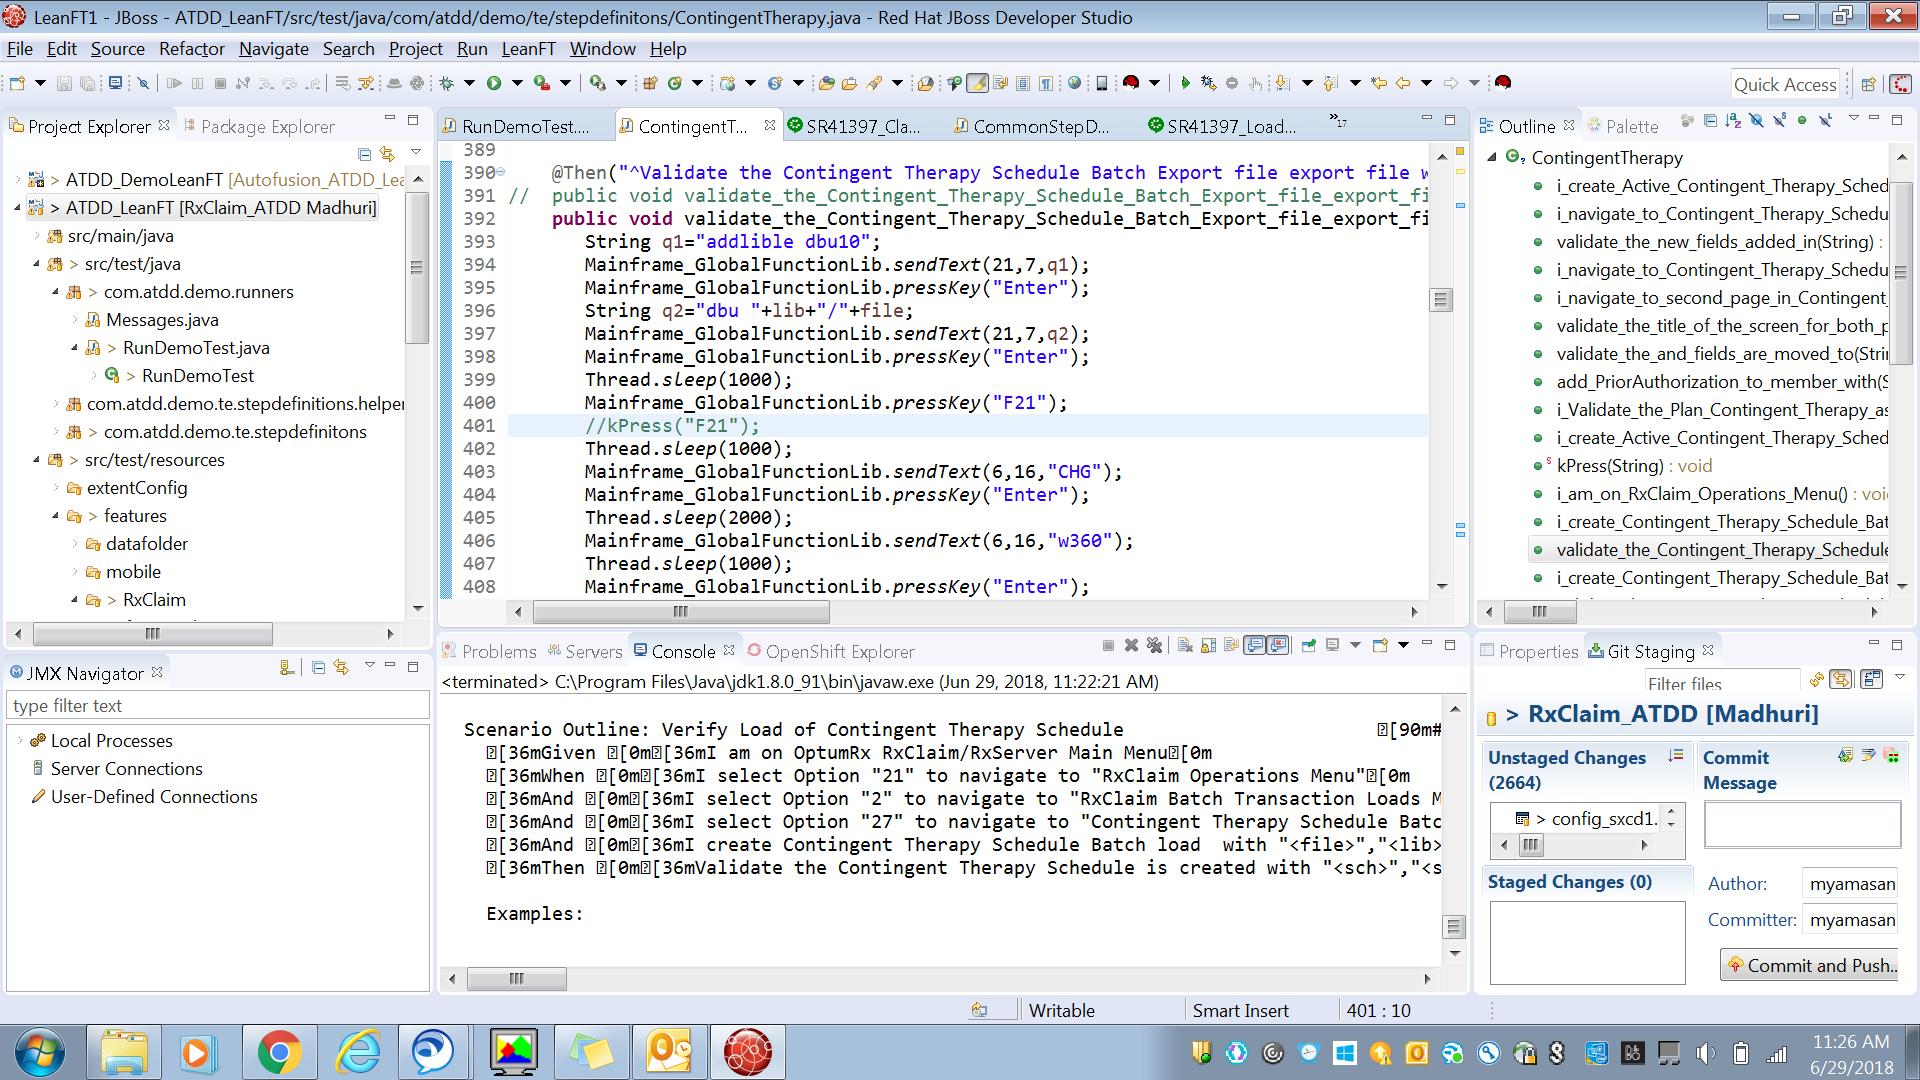 LeanFT1 - JBoss - ATDD_LeanFT/src/test/java/com/atdd/demo/te/stepdefinitons/ContingentTherapy.java - Red Hat JBoss Developer Studio
File Edit Source Refactor Navigate Search Project Run LeanFT Window Help
Quick Access
Project Explorer
Package Explorer
> ATDD_DemoLeanFT [Autofusion_ATDD_Lea
> ATDD_LeanFT [RxClaim_ATDD Madhuri]
src/main/java
> src/test/java
> com.atdd.demo.runners
Messages.java
> RunDemoTest.java
> RunDemoTest
com.atdd.demo.te.stepdefinitions.helper
> com.atdd.demo.te.stepdefinitons
> src/test/resources
extentConfig
> features
datafolder
mobile
> RxClaim
JMX Navigator
type filter text
Local Processes
Server Connections
User-Defined Connections
RunDemoTest.... ContingentT... SR41397_Cla... CommonStepD... SR41397_Load... »17
389
390 @Then("^Validate the Contingent Therapy Schedule Batch Export file export file w
391 // public void validate_the_Contingent_Therapy_Schedule_Batch_Export_file_export_fi
392 public void validate_the_Contingent_Therapy_Schedule_Batch_Export_file_export_fi
393 String q1="addlible dbu10";
394 Mainframe_GlobalFunctionLib.sendText(21,7,q1);
395 Mainframe_GlobalFunctionLib.pressKey("Enter");
396 String q2="dbu "+lib+"/"+file;
397 Mainframe_GlobalFunctionLib.sendText(21,7,q2);
398 Mainframe_GlobalFunctionLib.pressKey("Enter");
399 Thread.sleep(1000);
400 Mainframe_GlobalFunctionLib.pressKey("F21");
401 //kPress("F21");
402 Thread.sleep(1000);
403 Mainframe_GlobalFunctionLib.sendText(6,16,"CHG");
404 Mainframe_GlobalFunctionLib.pressKey("Enter");
405 Thread.sleep(2000);
406 Mainframe_GlobalFunctionLib.sendText(6,16,"w360");
407 Thread.sleep(1000);
408 Mainframe_GlobalFunctionLib.pressKey("Enter");
Problems Servers Console OpenShift Explorer
<terminated> C:\Program Files\Java\jdk1.8.0_91\bin\javaw.exe (Jun 29, 2018, 11:22:21 AM)
Scenario Outline: Verify Load of Contingent Therapy Schedule [90m#
[36mGiven [0m[36mI am on OptumRx RxClaim/RxServer Main Menu[0m
[36mWhen [0m[36mI select Option "21" to navigate to "RxClaim Operations Menu"[0m
[36mAnd [0m[36mI select Option "2" to navigate to "RxClaim Batch Transaction Loads M
[36mAnd [0m[36mI select Option "27" to navigate to "Contingent Therapy Schedule Batc
[36mAnd [0m[36mI create Contingent Therapy Schedule Batch load  with "<file>","<lib>
[36mThen [0m[36mValidate the Contingent Therapy Schedule is created with "<sch>","<s
Examples:
Outline Palette
ContingentTherapy
i_create_Active_Contingent_Therapy_Sched
i_navigate_to_Contingent_Therapy_Schedu
validate_the_new_fields_added_in(String) :
i_navigate_to_Contingent_Therapy_Schedu
i_navigate_to_second_page_in_Contingent_
validate_the_title_of_the_screen_for_both_p
validate_the_and_fields_are_moved_to(Stri
add_PriorAuthorization_to_member_with(S
i_Validate_the_Plan_Contingent_Therapy_as
i_create_Active_Contingent_Therapy_Sched
kPress(String) : void
i_am_on_RxClaim_Operations_Menu() : voi
i_create_Contingent_Therapy_Schedule_Bat
validate_the_Contingent_Therapy_Schedule
i_create_Contingent_Therapy_Schedule_Bat
Properties Git Staging
Filter files
> RxClaim_ATDD [Madhuri]
Unstaged Changes (2664)
> config_sxcd1.
Staged Changes (0)
Commit Message
Author: myamasan
Committer: myamasan
Commit and Push..
Writable Smart Insert 401 : 10
11:26 AM
6/29/2018